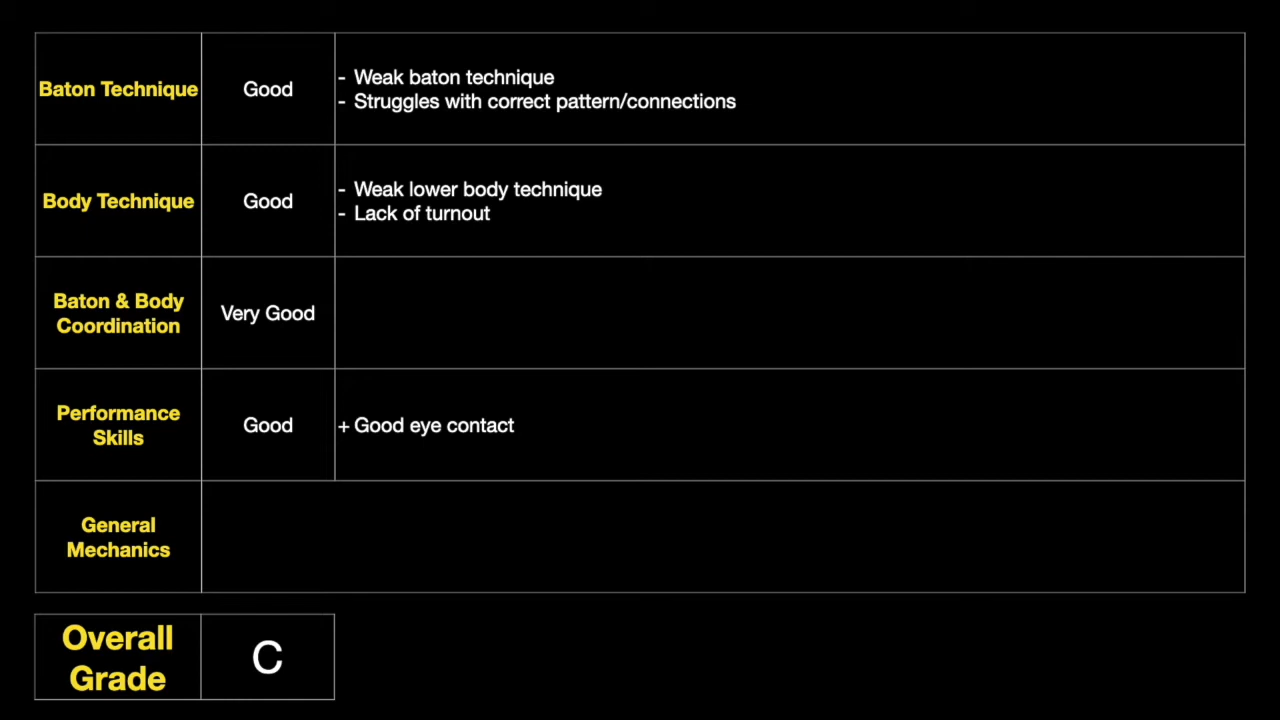 Baton Technique
Good
- Weak baton technique
- Struggles with correct pattern/connections
Body Technique
Good
- Weak lower body technique
- Lack of turnout
Baton & Body
Coordination
Very Good
Performance
Skills
Good
+ Good eye contact
General
Mechanics
Overall
Grade
C